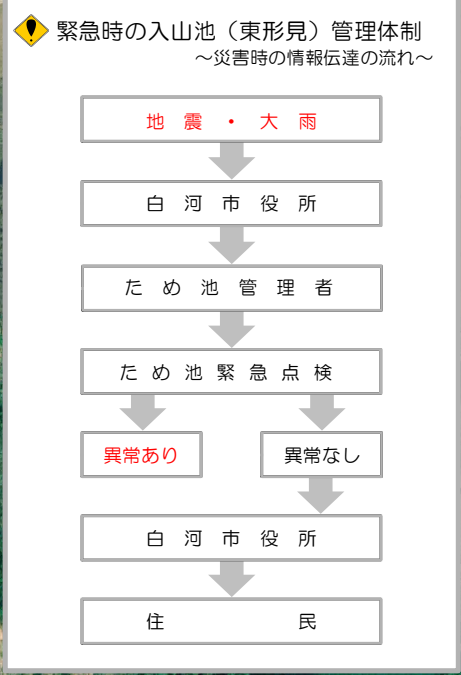 緊急時の入山池（東形見）管理体制
～災害時の情報伝達の流れ～
地震・大雨
白河市役所
ため池管理者
ため池緊急点検
異常あり
異常なし
白河市役所
住民